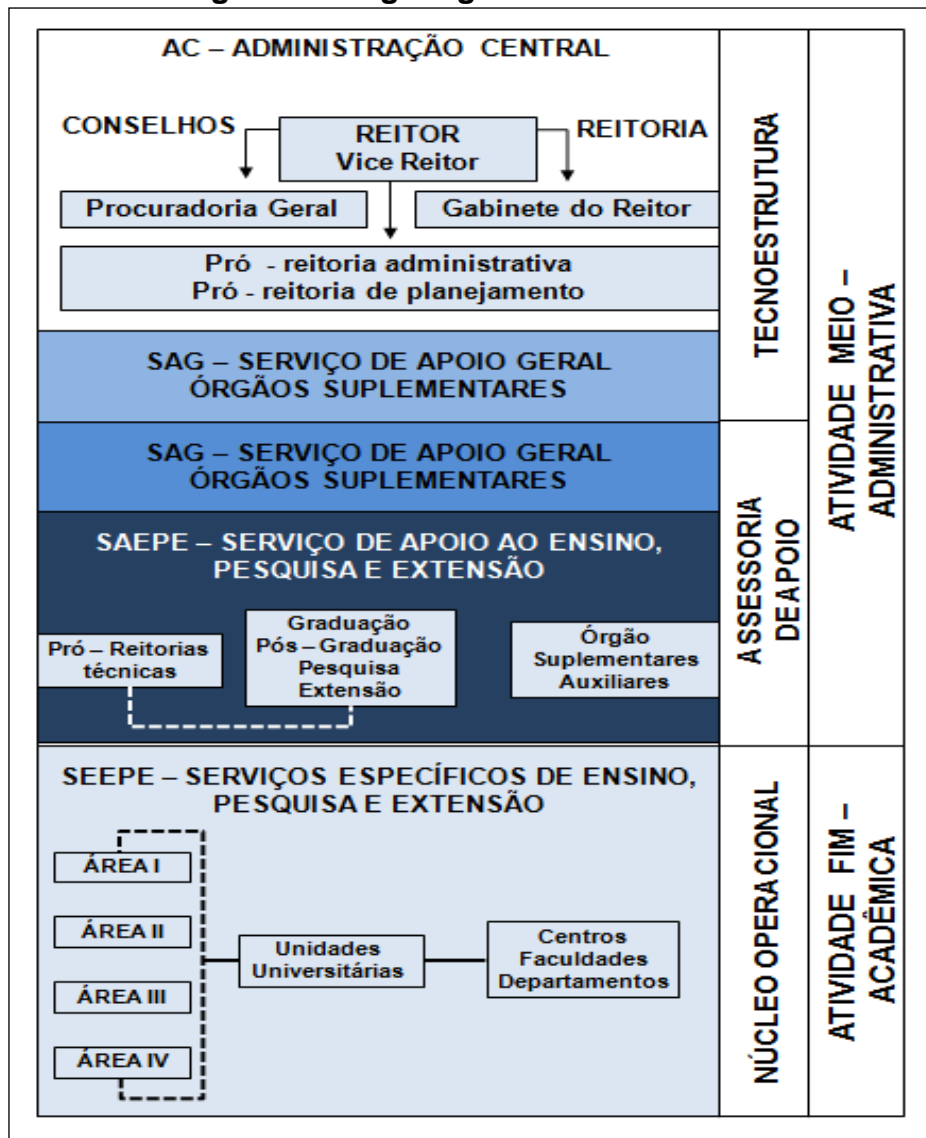 AC – ADMINISTRAÇÃO CENTRAL
CONSELHOS
REITOR
Vice Reitor
REITORIA
Procuradoria Geral
Gabinete do Reitor
Pró - reitoria administrativa
Pró - reitoria de planejamento
SAG – SERVIÇO DE APOIO GERAL
ÓRGÃOS SUPLEMENTARES
SAG – SERVIÇO DE APOIO GERAL
ÓRGÃOS SUPLEMENTARES
SAEPE – SERVIÇO DE APOIO AO ENSINO,
PESQUISA E EXTENSÃO
Pró – Reitorias
técnicas
Graduação
Pós – Graduação
Pesquisa
Extensão
Órgão
Suplementares
Auxiliares
SEEPE – SERVIÇOS ESPECÍFICOS DE ENSINO,
PESQUISA E EXTENSÃO
ÁREA I
ÁREA II
ÁREA III
ÁREA IV
Unidades
Universitárias
Centros
Faculdades
Departamentos
TECNOESTRUTURA
ASSESSORIA
DE APOIO
NÚCLEO OPERACIONAL
ATIVIDADE MEIO –
ADMINISTRATIVA
ATIVIDADE FIM –
ACADÊMICA